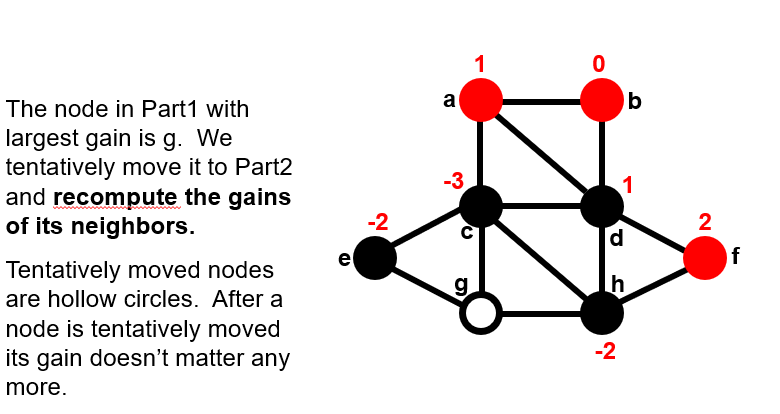 The node in Part1 with
largest gain is g.  We
tentatively move it to Part2
and recompute the gains
of its neighbors.
Tentatively moved nodes
are hollow circles.  After a
node is tentatively moved
its gain doesn’t matter any
more.
1
0
a
b
-3
1
-2
c
d
2
e
f
g
h
-2